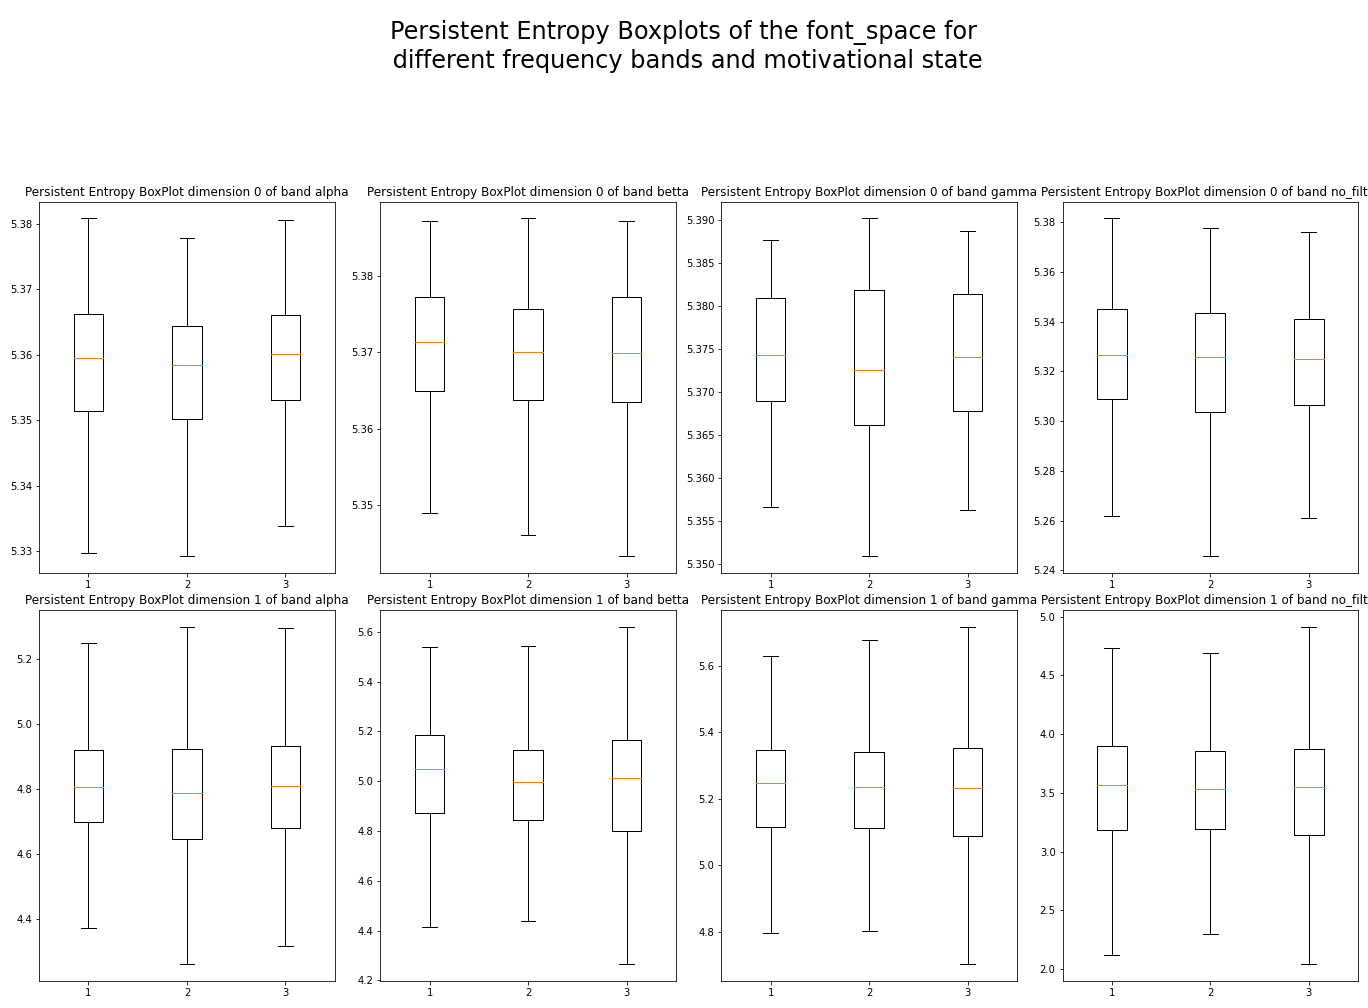 Persistent Entropy Boxplots of the font_space for
different frequency bands and motivational state
Persistent Entropy BoxPlot dimension 0 of band alpha
Persistent Entropy BoxPlot dimension 0 of band betta
Persistent Entropy BoxPlot dimension 0 of band gamma
Persistent Entropy BoxPlot dimension 0 of band no_filt
5.38
5.37
5.36
5.35
5.34
5.33
1 2 3
5.38
5.37
5.36
5.35
1 2 3
5.390
5.385
5.380
5.375
5.370
5.365
5.360
5.355
5.350
1 2 3
5.38
5.36
5.34
5.32
5.30
5.28
5.26
5.24
1 2 3
Persistent Entropy BoxPlot dimension 1 of band alpha
Persistent Entropy BoxPlot dimension 1 of band betta
Persistent Entropy BoxPlot dimension 1 of band gamma
Persistent Entropy BoxPlot dimension 1 of band no_filt
5.2
5.0
4.8
4.6
4.4
1 2 3
5.6
5.4
5.2
5.0
4.8
4.6
4.4
4.2
1 2 3
5.6
5.4
5.2
5.0
4.8
1 2 3
5.0
4.5
4.0
3.5
3.0
2.5
2.0
1 2 3